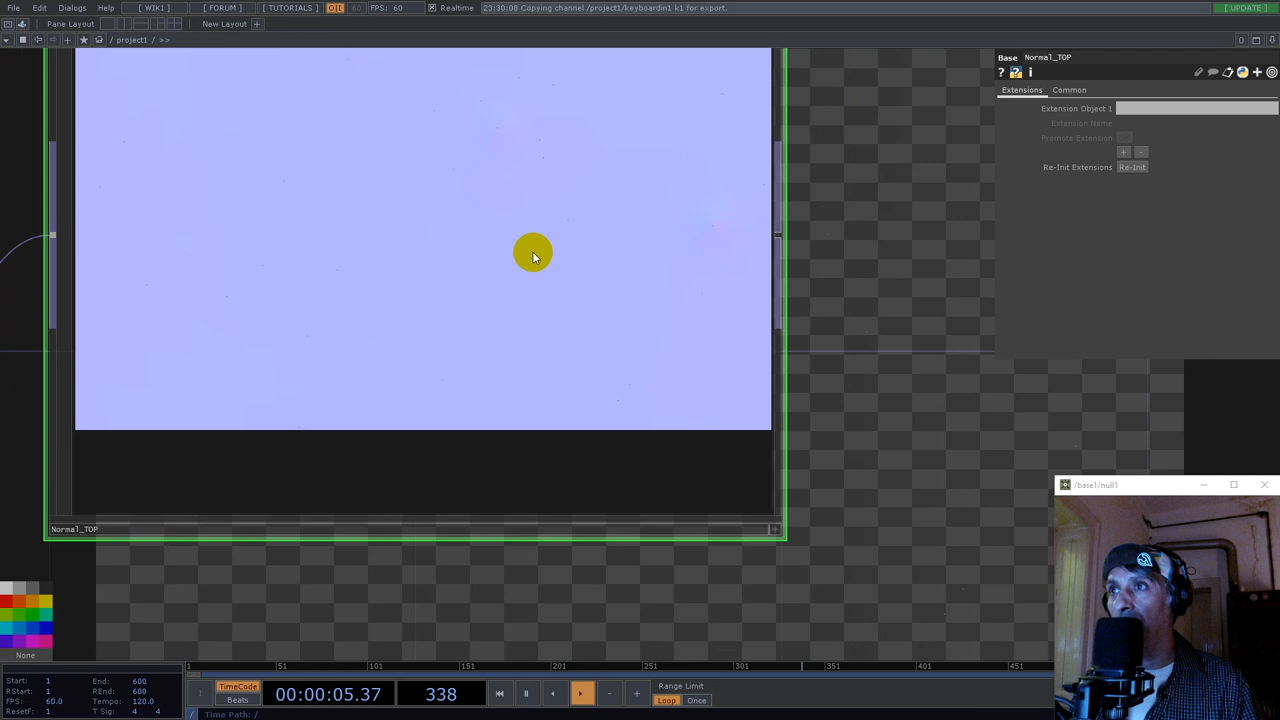 File Edit Dialogs [ WIKI ] [ FORUM ] [ TUTORIALS ] O|I 60 FPS: 60 Realtime 23:30:08 Copying channel /project1/keyboardin1 k1 for export. [ UPDATE ]
Pane Layout New Layout +
/ project1 / >> 0
Base Normal_TOP
? ? i
Extensions Common
Extension Object 1
Extension Name
Promote Extension
+ -
Re-Init Extensions Re-Init
/base1/null1
Normal_TOP
None
1 51 101 151 201 251 301 351 401 451
Start: 1 End: 600
RStart: 1 REnd: 600
FPS: 60.0 Tempo: 120.0
ResetF: 1 T Sig: 4 4
TimeCode
Beats
00:00:05.37
338
- +
Range Limit
Loop Once
/ Time Path: /